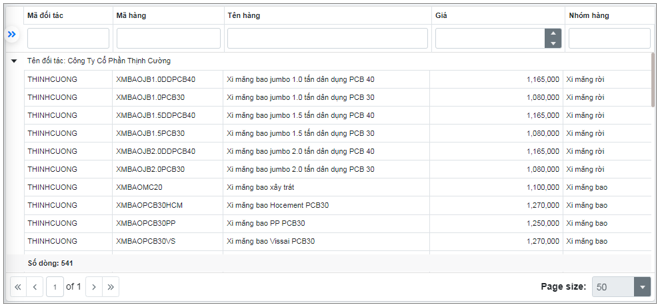 Mã đối tác Mã hàng Tên hàng Giá Nhóm hàng
Tên đối tác: Công Ty Cổ Phần Thịnh Cường
THINHCUONG XMBAOJB1.0DDPCB40 Xi măng bao jumbo 1.0 tấn dân dụng PCB 40 1,165,000 Xi măng rời
THINHCUONG XMBAOJB1.0PCB30 Xi măng bao jumbo 1.0 tấn dân dụng PCB 30 1,080,000 Xi măng rời
THINHCUONG XMBAOJB1.5DDPCB40 Xi măng bao jumbo 1.5 tấn dân dụng PCB 40 1,165,000 Xi măng rời
THINHCUONG XMBAOJB1.5PCB30 Xi măng bao jumbo 1.5 tấn dân dụng PCB 30 1,080,000 Xi măng rời
THINHCUONG XMBAOJB2.0DDPCB40 Xi măng bao jumbo 2.0 tấn dân dụng PCB 40 1,165,000 Xi măng rời
THINHCUONG XMBAOJB2.0PCB30 Xi măng bao jumbo 2.0 tấn dân dụng PCB 30 1,080,000 Xi măng rời
THINHCUONG XMBAOMC20 Xi măng bao xây trát 1,100,000 Xi măng bao
THINHCUONG XMBAOPCB30HCM Xi măng bao Hocement PCB30 1,270,000 Xi măng bao
THINHCUONG XMBAOPCB30PP Xi măng bao PP PCB30 1,250,000 Xi măng bao
THINHCUONG XMBAOPCB30VS Xi măng bao Vissai PCB30 1,270,000 Xi măng bao
Số dòng: 541
1 of 1 Page size: 50